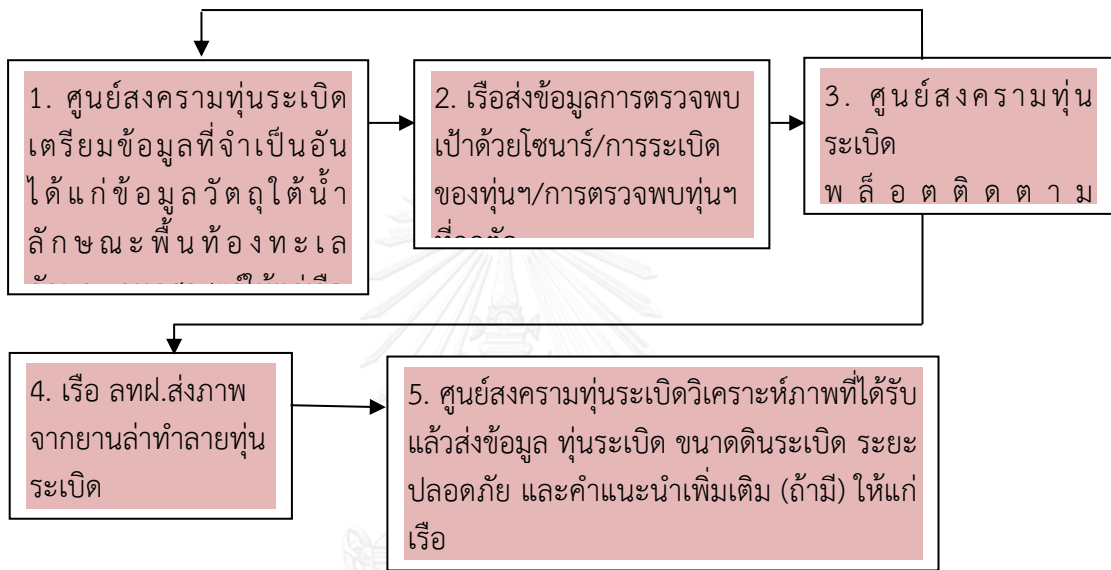 1. ศูนย์สงครามทุ่นระเบิด
เตรียมข้อมูลที่จำเป็นอัน
ได้แก่ข้อมูลวัตถุใต้น้ำ
ลักษณะพื้นท้องทะเล
2. เรือส่งข้อมูลการตรวจพบ
เป้าด้วยโซนาร์/การระเบิด
ของทุ่นฯ/การตรวจพบทุ่นฯ
3. ศูนย์สงครามทุ่น
ระเบิด
พล็อตติดตาม
4. เรือ ลทฝ.ส่งภาพ
จากยานล่าทำลายทุ่น
ระเบิด
5. ศูนย์สงครามทุ่นระเบิดวิเคราะห์ภาพที่ได้รับ
แล้วส่งข้อมูล ทุ่นระเบิด ขนาดดินระเบิด ระยะ
ปลอดภัย และคำแนะนำเพิ่มเติม (ถ้ามี) ให้แก่
เรือ